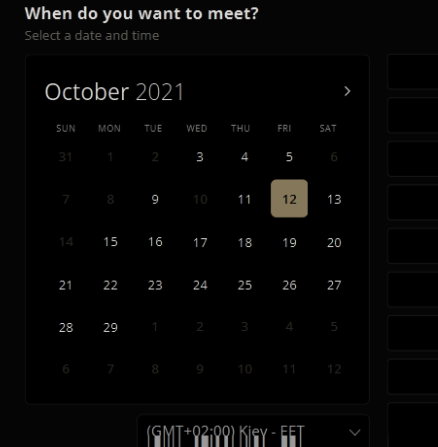 When do you want to meet?
Select a date and time
October 2021
SUN MON TUE WED THU FRI SAT
31 1 2 3 4 5 6
7 8 9 10 11 12 13
14 15 16 17 18 19 20
21 22 23 24 25 26 27
28 29 1 2 3 4 5
6 7 8 9 10 11 12
(GMT+02:00) Kiev - EET